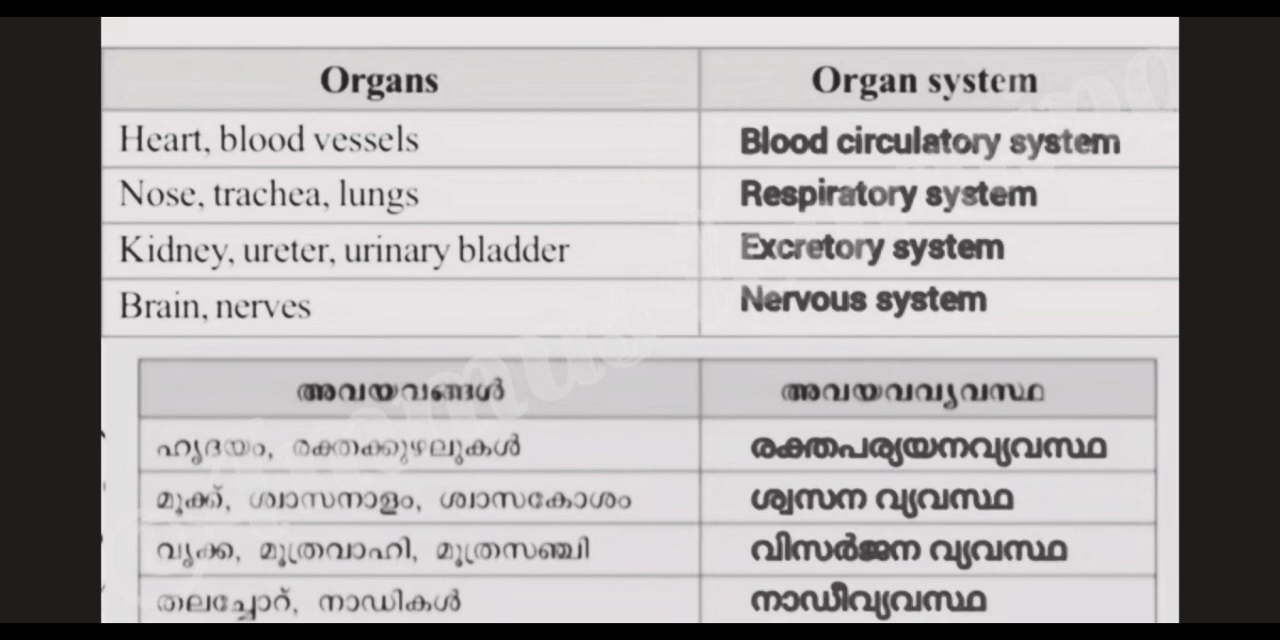 Organs Organ system
Heart, blood vessels Blood circulatory system
Nose, trachea, lungs Respiratory system
Kidney, ureter, urinary bladder Excretory system
Brain, nerves Nervous system
അവയവങ്ങൾ അവയവവ്യവസ്ഥ
ഹൃദയം, രക്തക്കുഴലുകൾ രക്തപര്യയനവ്യവസ്ഥ
മൂക്ക്, ശ്വാസനാളം, ശ്വാസകോശം ശ്വസന വ്യവസ്ഥ
വൃക്ക, മൂത്രവാഹി, മൂത്രസഞ്ചി വിസർജന വ്യവസ്ഥ
തലച്ചോറ്, നാഡികൾ നാഡീവ്യവസ്ഥ